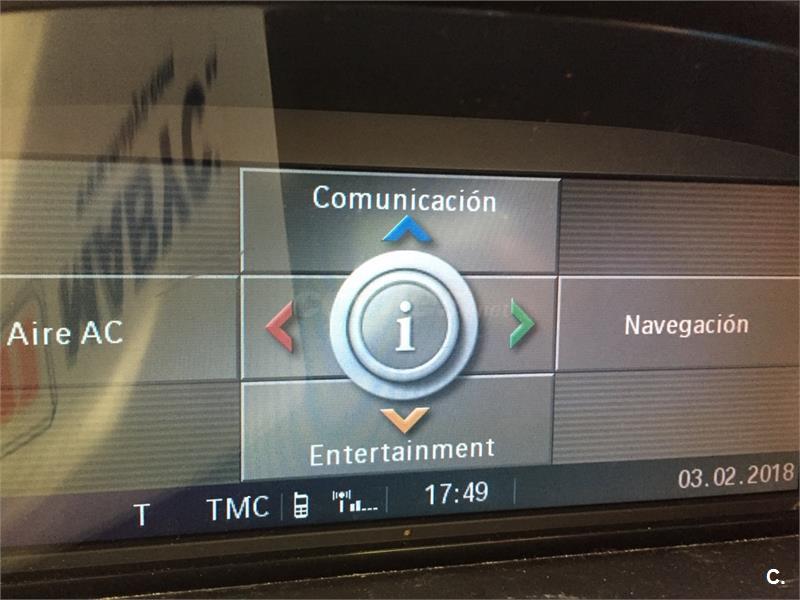 Comunicación
Aire AC
i
Navegación
Entertainment
T TMC 17:49 03.02.2018
C.